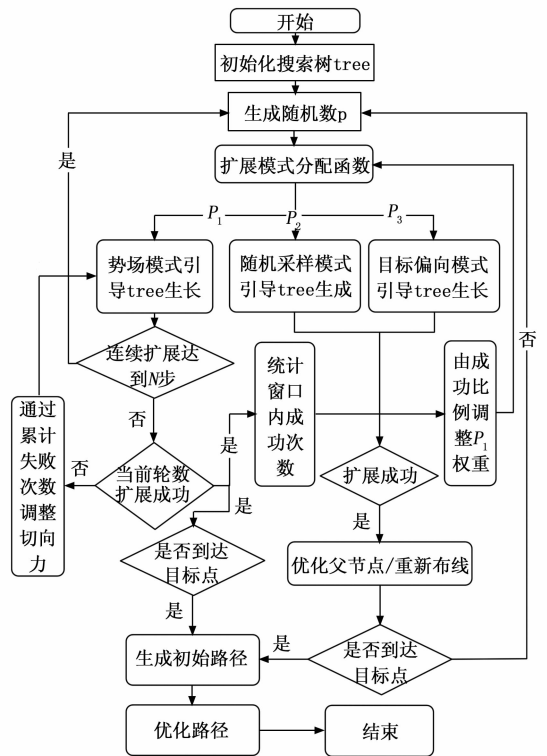 开始
初始化搜索树tree
生成随机数p
是
扩展模式分配函数
P1
P2
P3
势场模式引
导tree生长
随机采样模式
引导tree生成
目标偏向模式
引导tree生长
否
连续扩展达
到N步
统计
窗口
内成
功次
数
由成
功比
例调
整P1
权重
通过
累计
失败
次数
调整
切向
力
否
是
当前轮数
扩展成功
否
扩展成功
是
是
是否到达
目标点
优化父节点/重新布线
是
生成初始路径
是
是否到达
目标点
优化路径
结束